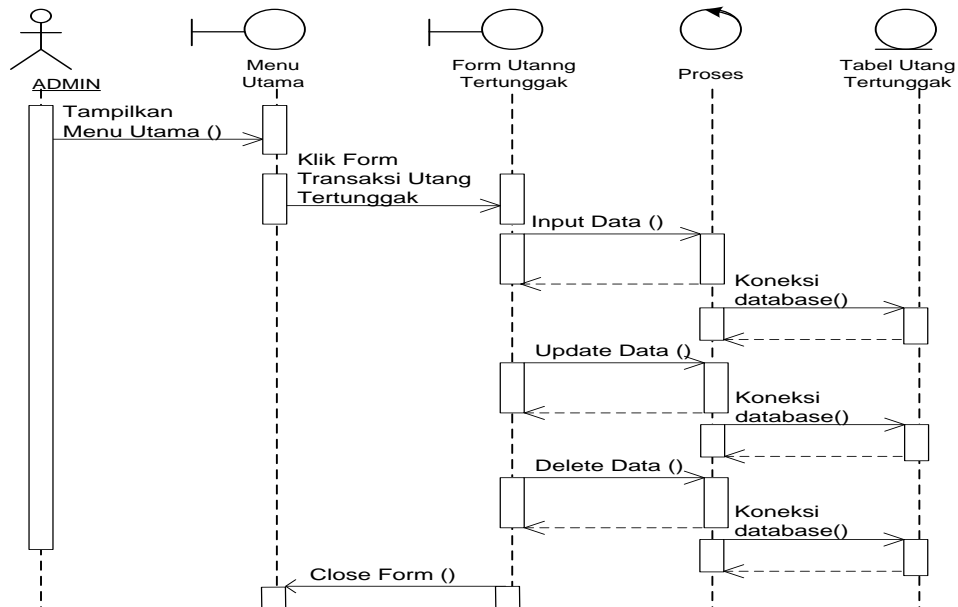 ADMIN
Menu
Utama
Form Utanng
Tertunggak
Proses
Tabel Utang
Tertunggak
Tampilkan
Menu Utama ()
Klik Form
Transaksi Utang
Tertunggak
Input Data ()
Koneksi
database()
Update Data ()
Koneksi
database()
Delete Data ()
Koneksi
database()
Close Form ()